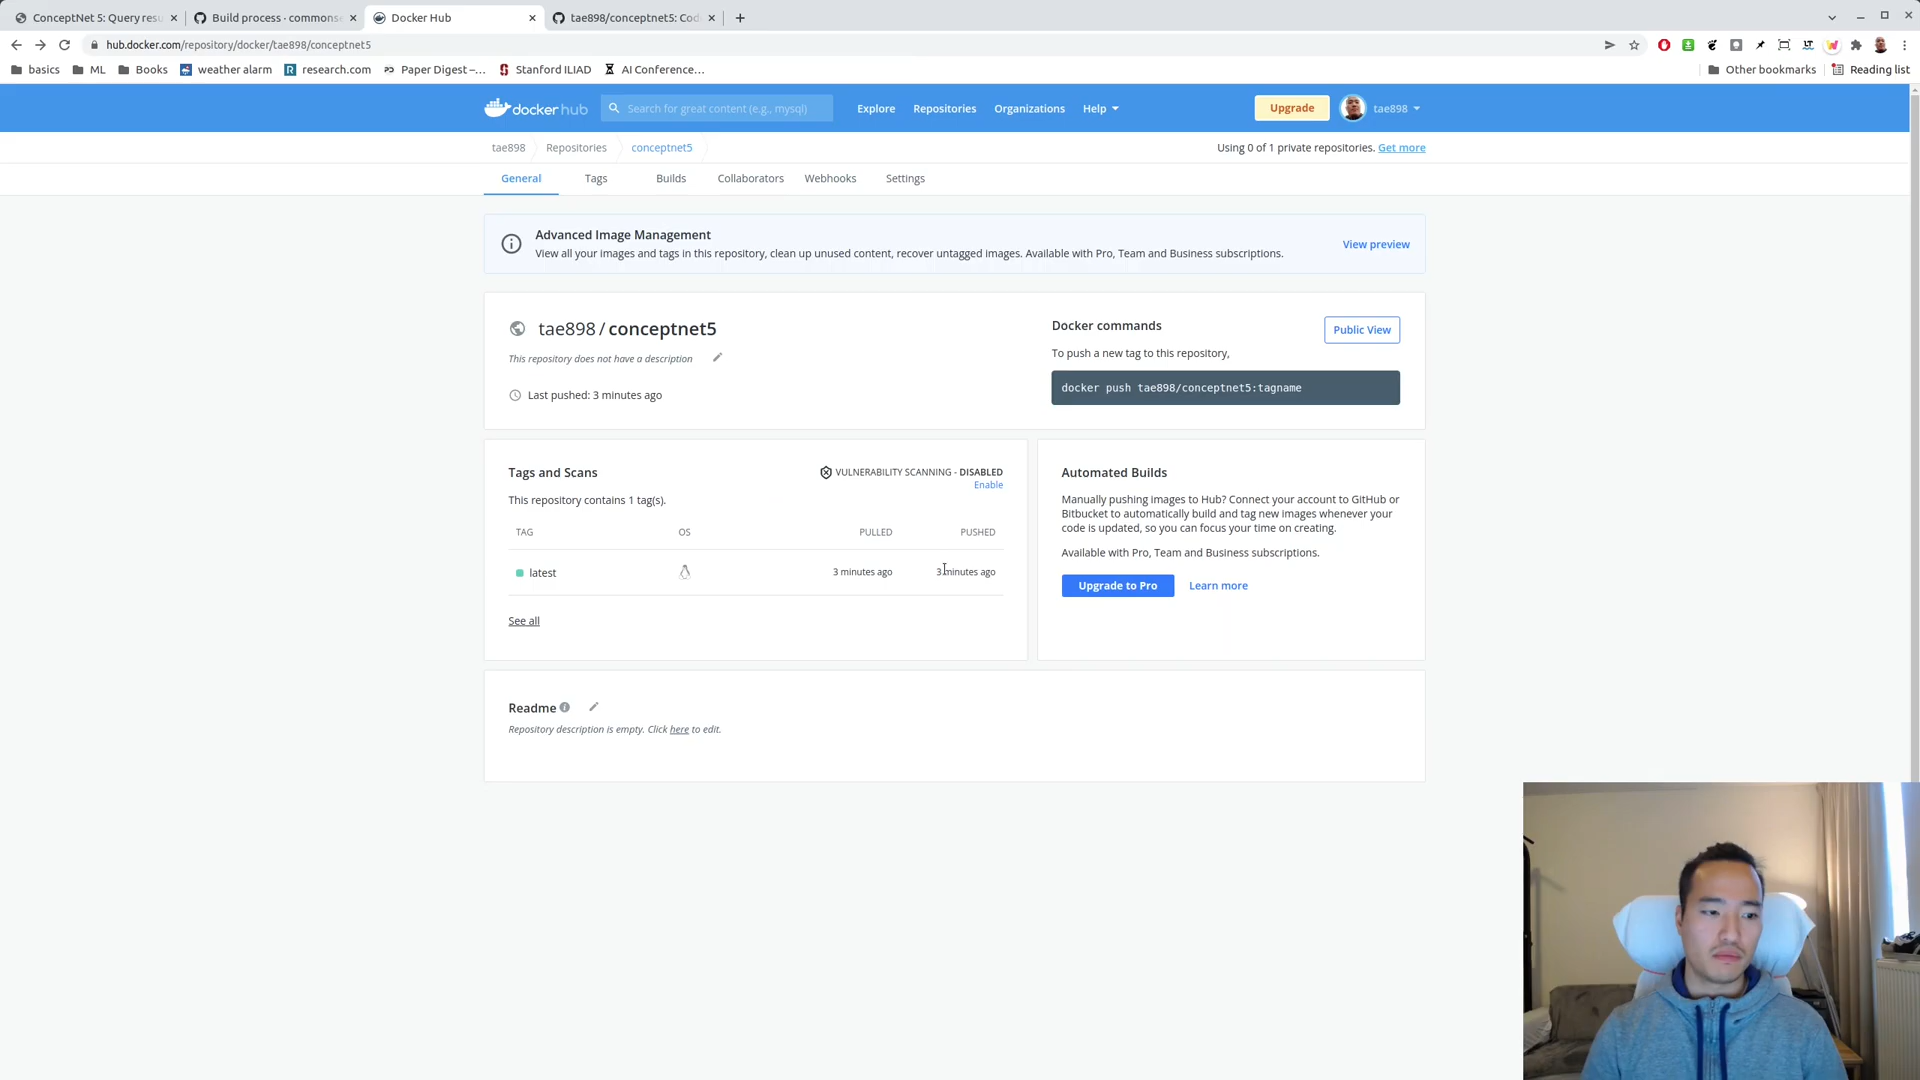 ConceptNet 5: Query resu
Build process · commonse
Docker Hub
tae898/conceptnet5: Cod
hub.docker.com/repository/docker/tae898/conceptnet5
basics
ML
Books
weather alarm
research.com
Paper Digest –...
Stanford ILIAD
AI Conference...
Other bookmarks
Reading list
docker hub
Search for great content (e.g., mysql)
Explore
Repositories
Organizations
Help
Upgrade
tae898
tae898
Repositories
conceptnet5
Using 0 of 1 private repositories. Get more
General
Tags
Builds
Collaborators
Webhooks
Settings
Advanced Image Management
View all your images and tags in this repository, clean up unused content, recover untagged images. Available with Pro, Team and Business subscriptions.
View preview
tae898 / conceptnet5
This repository does not have a description
Last pushed: 3 minutes ago
Docker commands
Public View
To push a new tag to this repository,
docker push tae898/conceptnet5:tagname
Tags and Scans
VULNERABILITY SCANNING - DISABLED
Enable
This repository contains 1 tag(s).
TAG OS PULLED PUSHED
latest 3 minutes ago 3 minutes ago
See all
Automated Builds
Manually pushing images to Hub? Connect your account to GitHub or
Bitbucket to automatically build and tag new images whenever your
code is updated, so you can focus your time on creating.
Available with Pro, Team and Business subscriptions.
Upgrade to Pro
Learn more
Readme
Repository description is empty. Click here to edit.